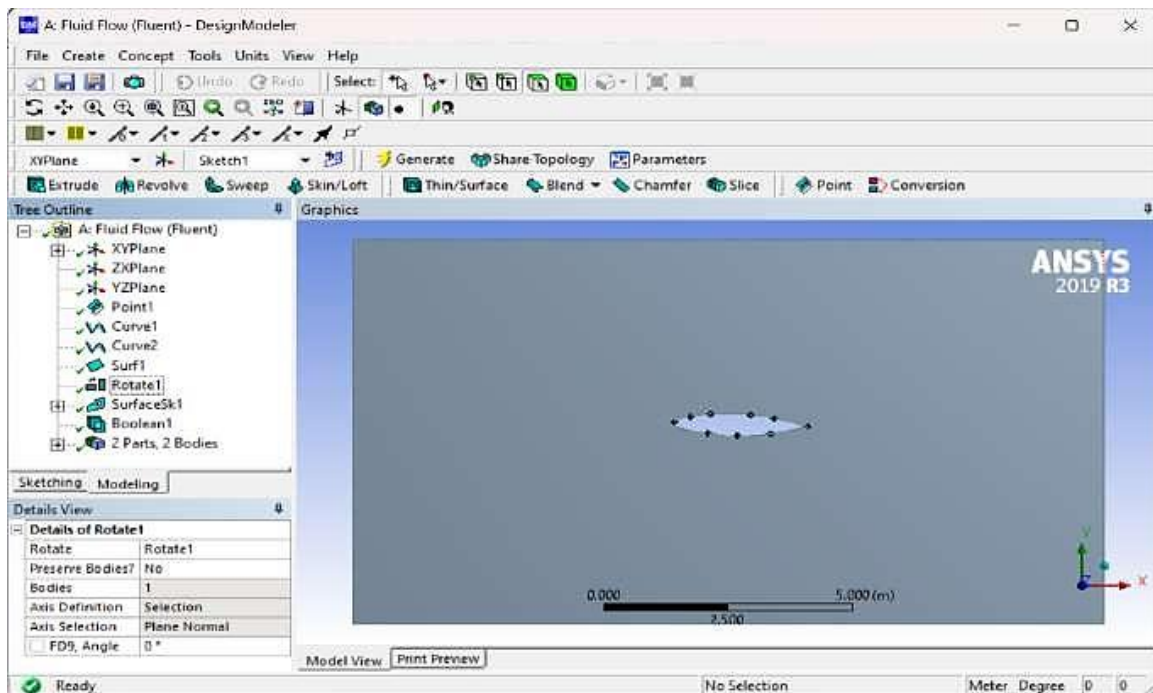 A: Fluid Flow (Fluent) - DesignModeler
File Create Concept Tools Units View Help
Undo Redo Select:
XYPlane Sketch1 Generate Share Topology Parameters
Extrude Revolve Sweep Skin/Loft Thin/Surface Blend Chamfer Slice Point Conversion
Tree Outline
A: Fluid Flow (Fluent)
XYPlane
ZXPlane
YZPlane
Point1
Curve1
Curve2
Surf1
Rotate1
SurfaceSk1
Boolean1
2 Parts, 2 Bodies
Sketching Modeling
Details View
Details of Rotate1
Rotate Rotate1
Preserve Bodies? No
Bodies 1
Axis Definition Selection
Axis Selection Plane Normal
FD9, Angle 0 °
Graphics
ANSYS
2019 R3
0.000 5.000 (m)
2.500
Y
Z
X
Model View Print Preview
Ready No Selection Meter Degree 0 0